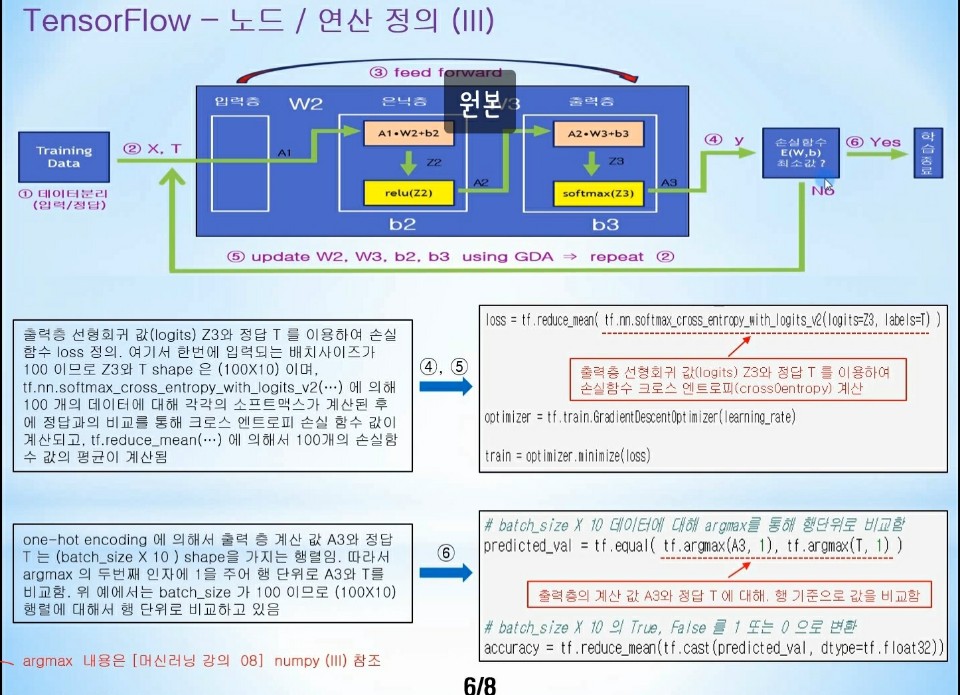 TensorFlow – 노드 / 연산 정의 (III)
③ feed forward
입력층
W2
은닉층
원본
출력층
A1•W2+b2
A2•W3+b3
④ y
손실함수
E(W,b)
최소값 ?
⑥ Yes
학습종료
Training
Data
② X, T
A1
Z2
Z3
A2
A3
relu(Z2)
softmax(Z3)
No
① 데이터분리
(입력/정답)
b2
b3
⑤ update W2, W3, b2, b3 using GDA ⇒ repeat ②
출력층 선형회귀 값(logits) Z3와 정답 T 를 이용하여 손실
함수 loss 정의. 여기서 한번에 입력되는 배치사이즈가
100 이므로 Z3와 T shape 은 (100X10) 이며,
tf.nn.softmax_cross_entropy_with_logits_v2(…) 에 의해
100 개의 데이터에 대해 각각의 소프트맥스가 계산된 후
에 정답과의 비교를 통해 크로스 엔트로피 손실 함수 값이
계산되고, tf.reduce_mean(…) 에 의해서 100개의 손실함
수 값의 평균이 계산됨
④, ⑤
loss = tf.reduce_mean( tf.nn.softmax_cross_entropy_with_logits_v2(logits=Z3, labels=T) )
출력층 선형회귀 값(logits) Z3와 정답 T 를 이용하여
손실함수 크로스 엔트로피(cross0entropy) 계산
optimizer = tf.train.GradientDescentOptimizer(learning_rate)
train = optimizer.minimize(loss)
one-hot encoding 에 의해서 출력 층 계산 값 A3와 정답
T 는 (batch_size X 10 ) shape을 가지는 행렬임. 따라서
argmax 의 두번째 인자에 1을 주어 행 단위로 A3와 T를
비교함. 위 예에서는 batch_size 가 100 이므로 (100X10)
행렬에 대해서 행 단위로 비교하고 있음
⑥
# batch_size X 10 데이터에 대해 argmax를 통해 행단위로 비교함
predicted_val = tf.equal( tf.argmax(A3, 1), tf.argmax(T, 1) )
출력층의 계산 값 A3와 정답 T 에 대해, 행 기준으로 값을 비교함
# batch_size X 10 의 True, False 를 1 또는 0 으로 변환
accuracy = tf.reduce_mean(tf.cast(predicted_val, dtype=tf.float32))
argmax 내용은 [머신러닝 강의 08] numpy (III) 참조
6/8